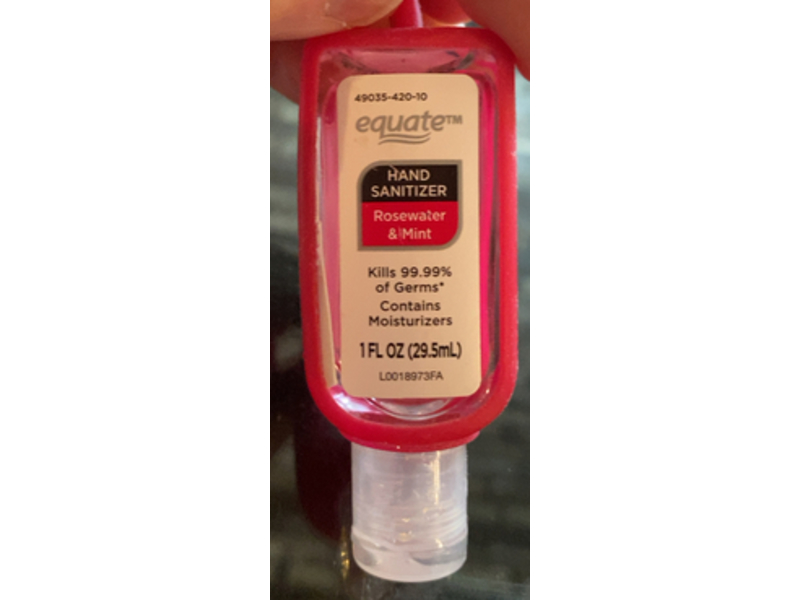 49035-420-10
equate™
HAND
SANITIZER
Rosewater
& Mint
Kills 99.99%
of Germs*
Contains
Moisturizers
1 FL OZ (29.5mL)
L0018973FA